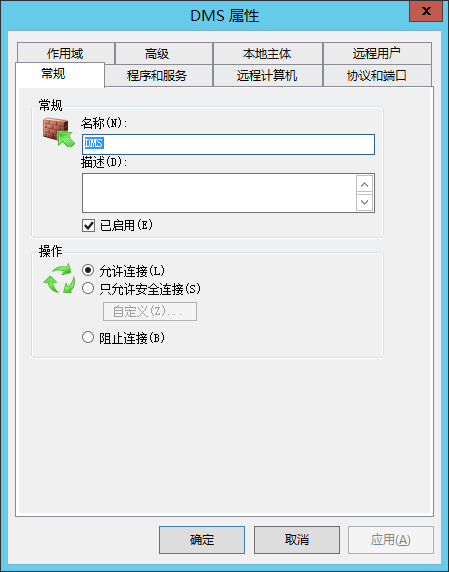 DMS 属性
作用域 高级 本地主体 远程用户
常规 程序和服务 远程计算机 协议和端口
常规
名称(N):
DMS
描述(D):
已启用(E)
操作
允许连接(L)
只允许安全连接(S)
自定义(Z)...
阻止连接(B)
确定 取消 应用(A)